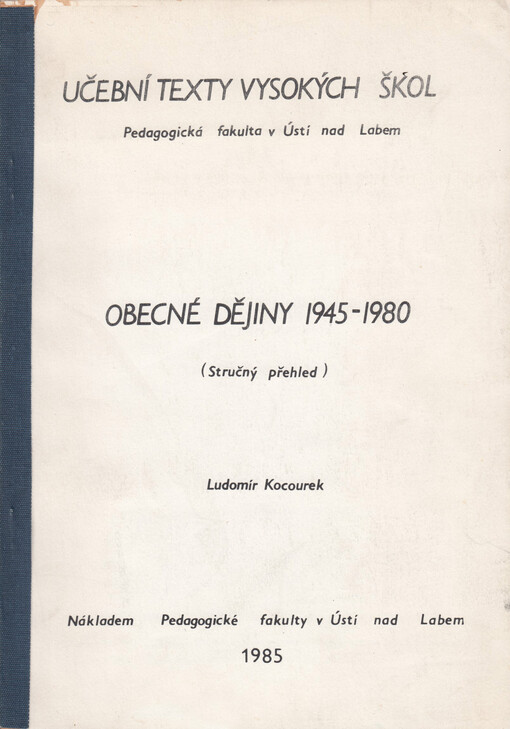 UČEBNÍ TEXTY VYSOKÝCH ŠKOL
Pedagogická fakulta v Ústí nad Labem
OBECNÉ DĚJINY 1945-1980
(Stručný přehled)
Ludomír Kocourek
Nákladem Pedagogické fakulty v Ústí nad Labem
1985